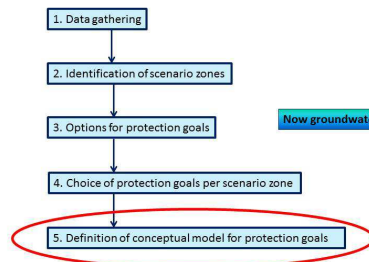 1. Data gathering
2. Identification of scenario zones
3. Options for protection goals
Now groundwate
4. Choice of protection goals per scenario zone
5. Definition of conceptual model for protection goals